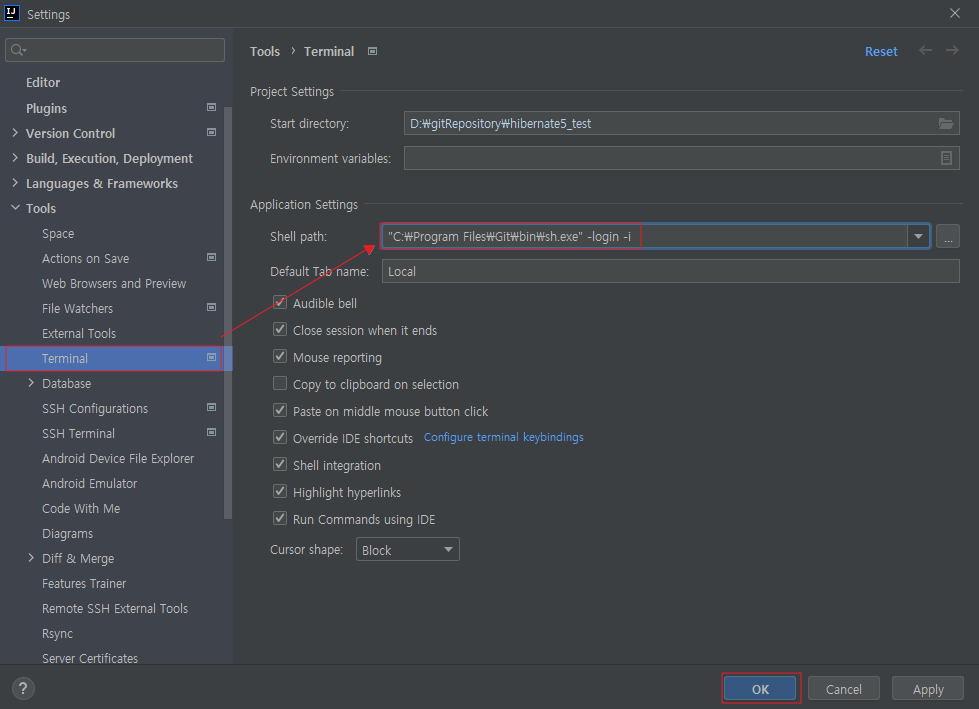 IJ
Settings
Editor
Plugins
Version Control
Build, Execution, Deployment
Languages & Frameworks
Tools
Space
Actions on Save
Web Browsers and Preview
File Watchers
External Tools
Terminal
Database
SSH Configurations
SSH Terminal
Android Device File Explorer
Android Emulator
Code With Me
Diagrams
Diff & Merge
Features Trainer
Remote SSH External Tools
Rsync
Server Certificates
Tools › Terminal
Reset
Project Settings
Start directory: D:₩gitRepository₩hibernate5_test
Environment variables:
Application Settings
Shell path: "C:₩Program Files₩Git₩bin₩sh.exe" -login -i
...
Default Tab name: Local
Audible bell
Close session when it ends
Mouse reporting
Copy to clipboard on selection
Paste on middle mouse button click
Override IDE shortcuts Configure terminal keybindings
Shell integration
Highlight hyperlinks
Run Commands using IDE
Cursor shape: Block
?
OK Cancel Apply